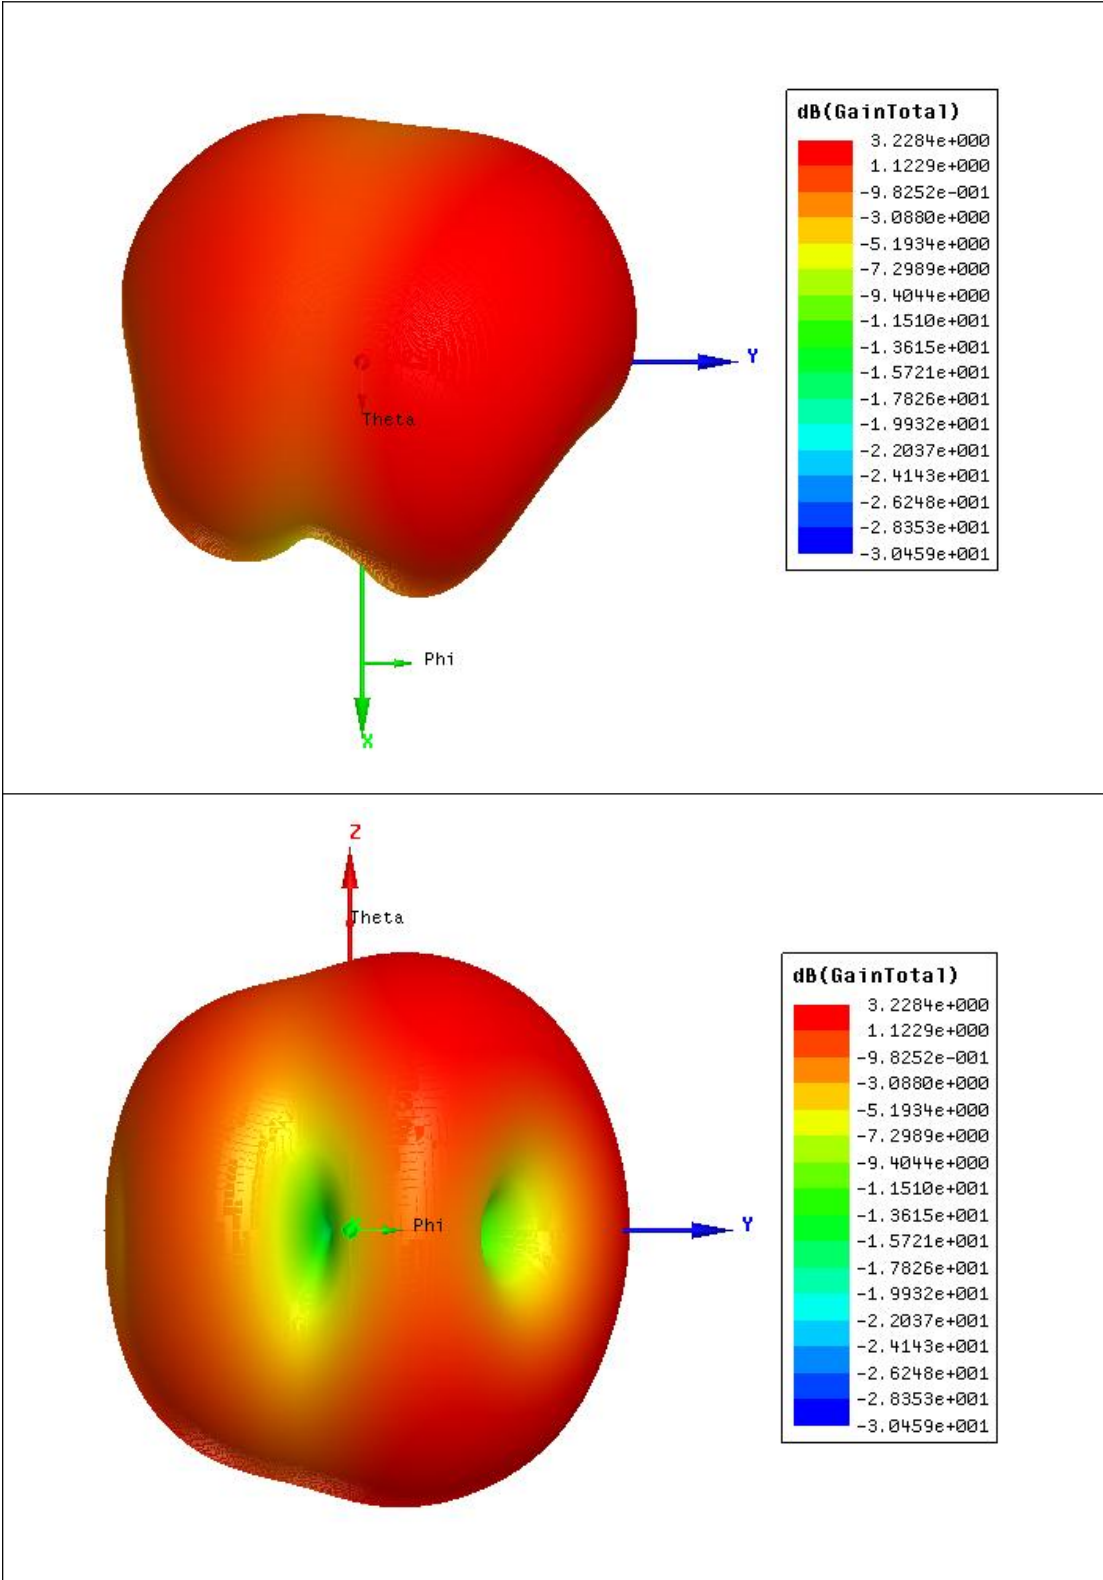 dB(GainTotal)
3.2284e+000
1.1229e+000
-9.8252e-001
-3.0880e+000
-5.1934e+000
-7.2989e+000
-9.4044e+000
-1.1510e+001
-1.3615e+001
-1.5721e+001
-1.7826e+001
-1.9932e+001
-2.2037e+001
-2.4143e+001
-2.6248e+001
-2.8353e+001
-3.0459e+001
Y
Theta
Phi
X
Z
Theta
dB(GainTotal)
3.2284e+000
1.1229e+000
-9.8252e-001
-3.0880e+000
-5.1934e+000
-7.2989e+000
-9.4044e+000
-1.1510e+001
-1.3615e+001
-1.5721e+001
-1.7826e+001
-1.9932e+001
-2.2037e+001
-2.4143e+001
-2.6248e+001
-2.8353e+001
-3.0459e+001
Phi
Y